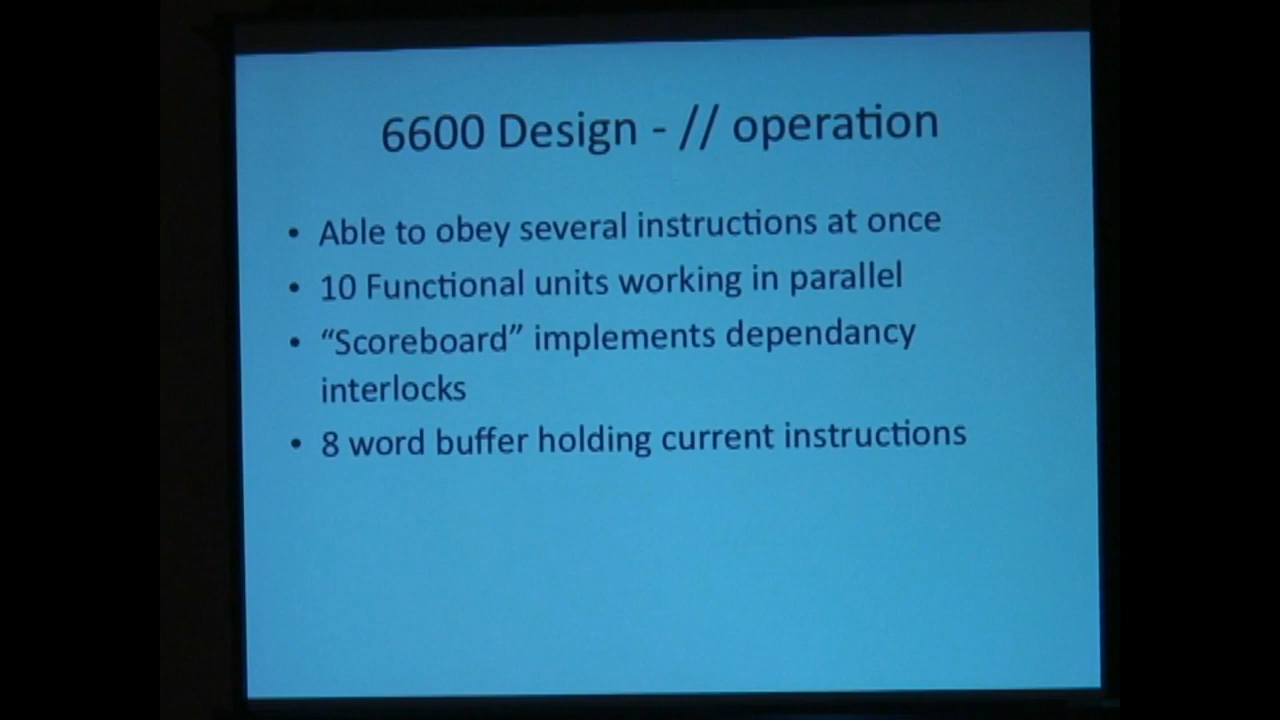 6600 Design - // operation
• Able to obey several instructions at once
• 10 Functional units working in parallel
• “Scoreboard” implements dependancy
interlocks
• 8 word buffer holding current instructions